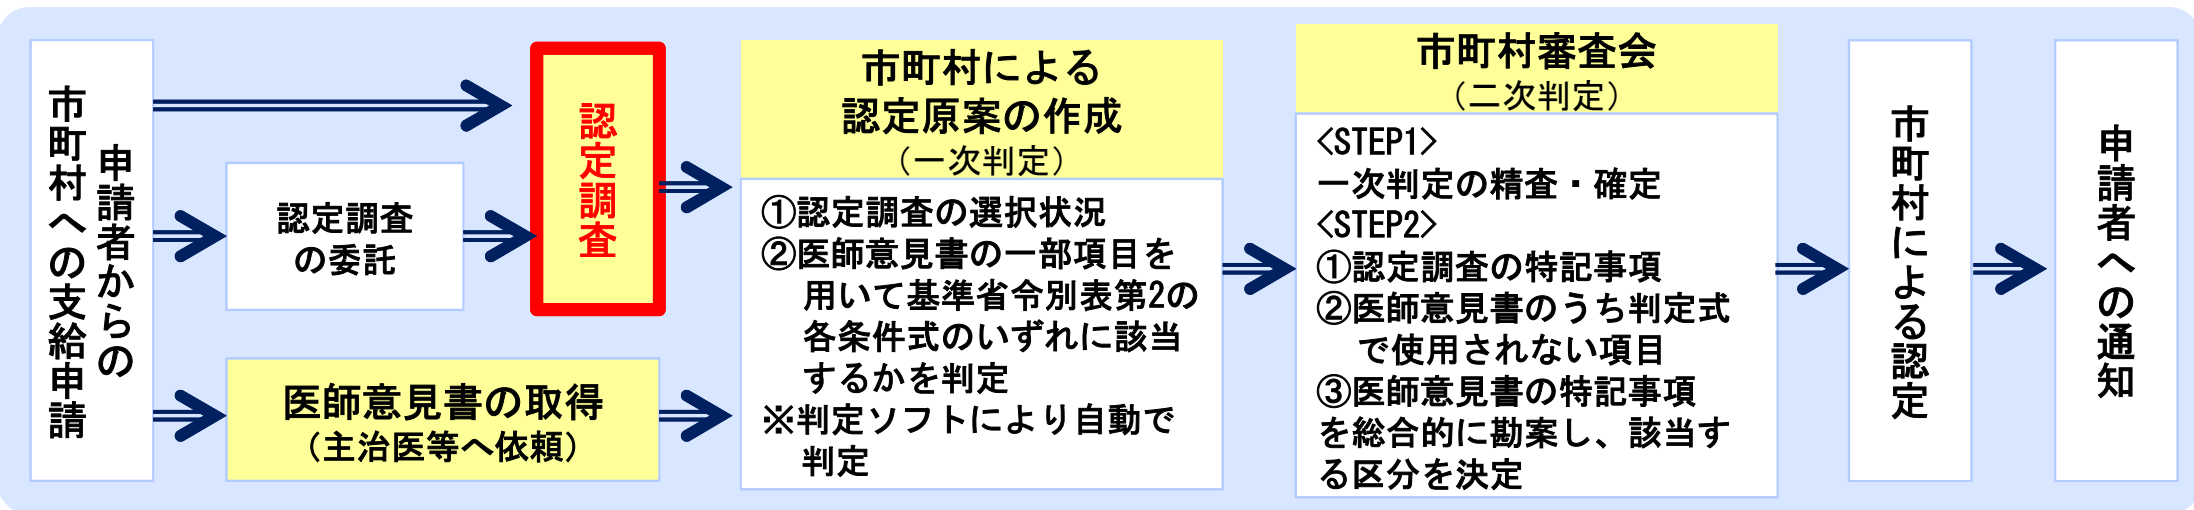 申請者からの
市町村への支給申請
認定調査
の委託
医師意見書の取得
（主治医等へ依頼）
認定調査
市町村による
認定原案の作成
（一次判定）
①認定調査の選択状況
②医師意見書の一部項目を
用いて基準省令別表第2の
各条件式のいずれに該当
するかを判定
※判定ソフトにより自動で
判定
市町村審査会
（二次判定）
<STEP1>
一次判定の精査・確定
<STEP2>
①認定調査の特記事項
②医師意見書のうち判定式
で使用されない項目
③医師意見書の特記事項
を総合的に勘案し、該当す
る区分を決定
市町村による認定
申請者への通知